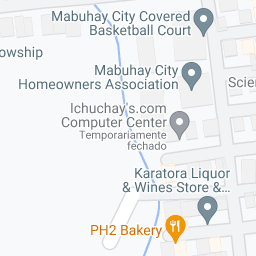 Mabuhay City Covered
Basketball Court
owship
Mabuhay City
Homeowners Association
Scien
Ichuchay's.com
Computer Center
Temporariamente
fechado
Karatora Liquor
& Wines Store &...
PH2 Bakery